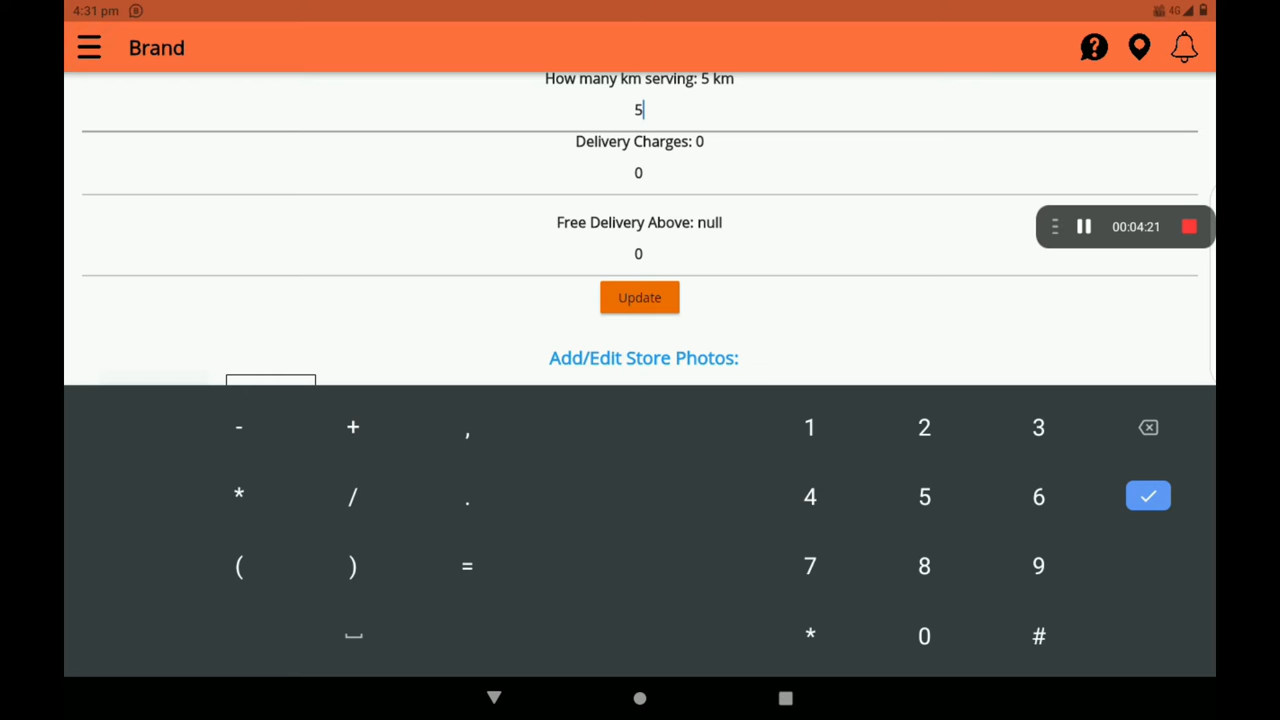 4:31 pm
4G
Brand
How many km serving: 5 km
5
Delivery Charges: 0
0
Free Delivery Above: null
0
00:04:21
Update
Add/Edit Store Photos:
- + , 1 2 3
* / . 4 5 6
( ) = 7 8 9
* 0 #